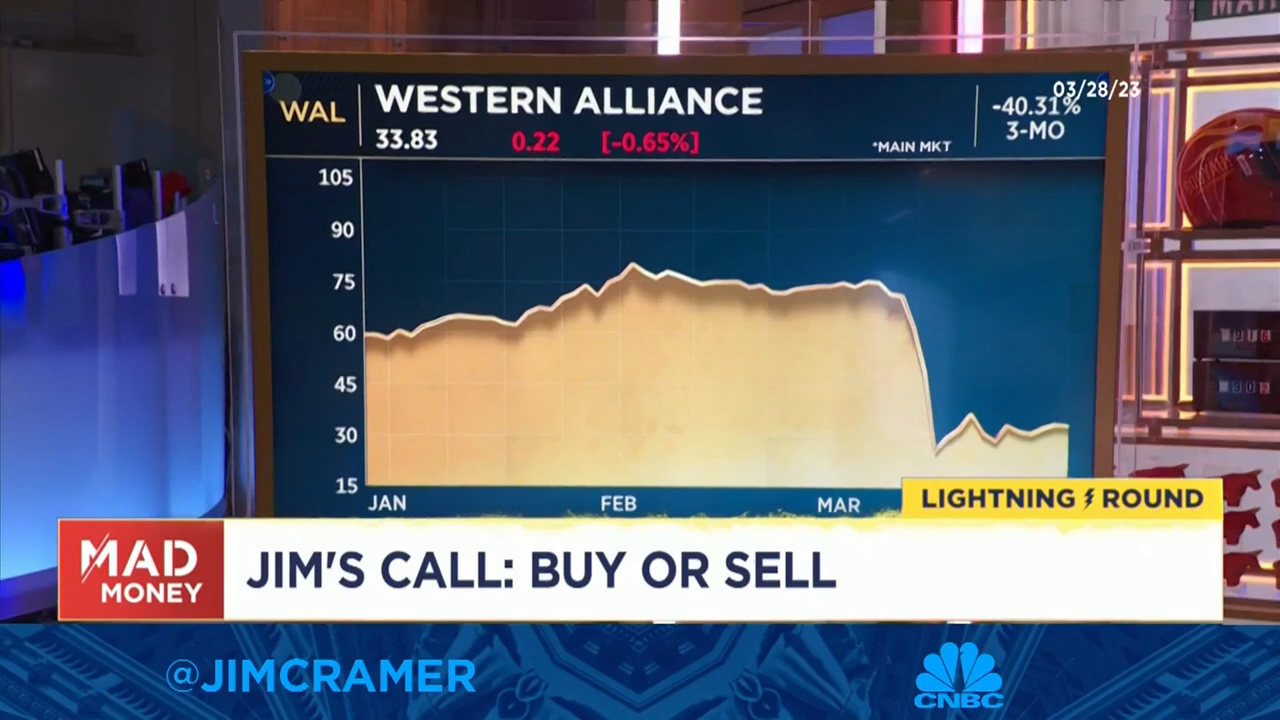 WAL
WESTERN ALLIANCE
33.83 0.22 [-0.65%]
*MAIN MKT
03/28/23
-40.31%
3-MO
105
90
75
60
45
30
15
JAN FEB MAR
LIGHTNING ROUND
MAD
MONEY
JIM'S CALL: BUY OR SELL
@JIMCRAMER
CNBC